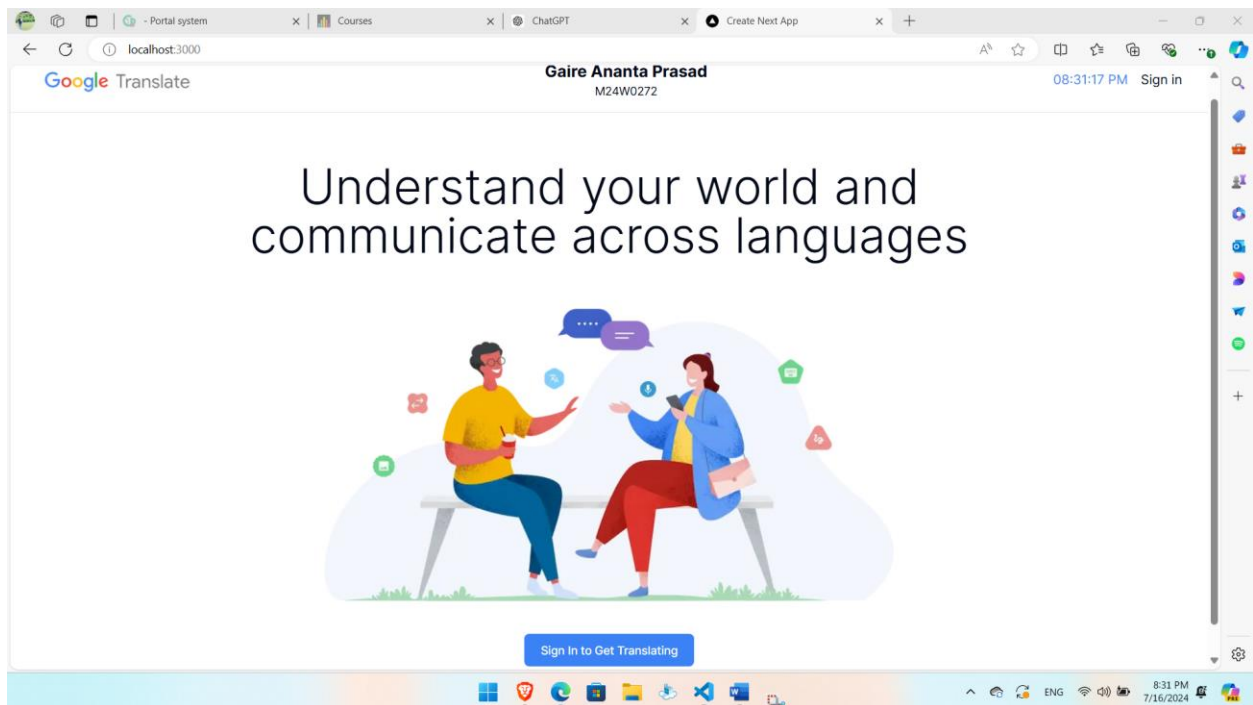 - Portal system
Courses
ChatGPT
Create Next App
localhost:3000
Google Translate
Gaire Ananta Prasad
M24W0272
08:31:17 PM Sign in
Understand your world and
communicate across languages
Sign In to Get Translating
ENG
8:31 PM
7/16/2024